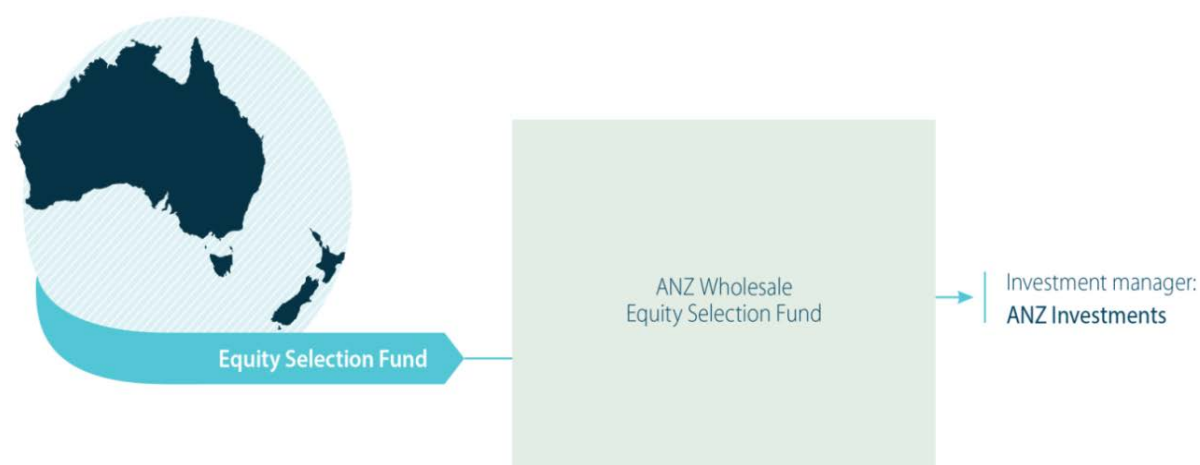 Equity Selection Fund
ANZ Wholesale
Equity Selection Fund
Investment manager:
ANZ Investments